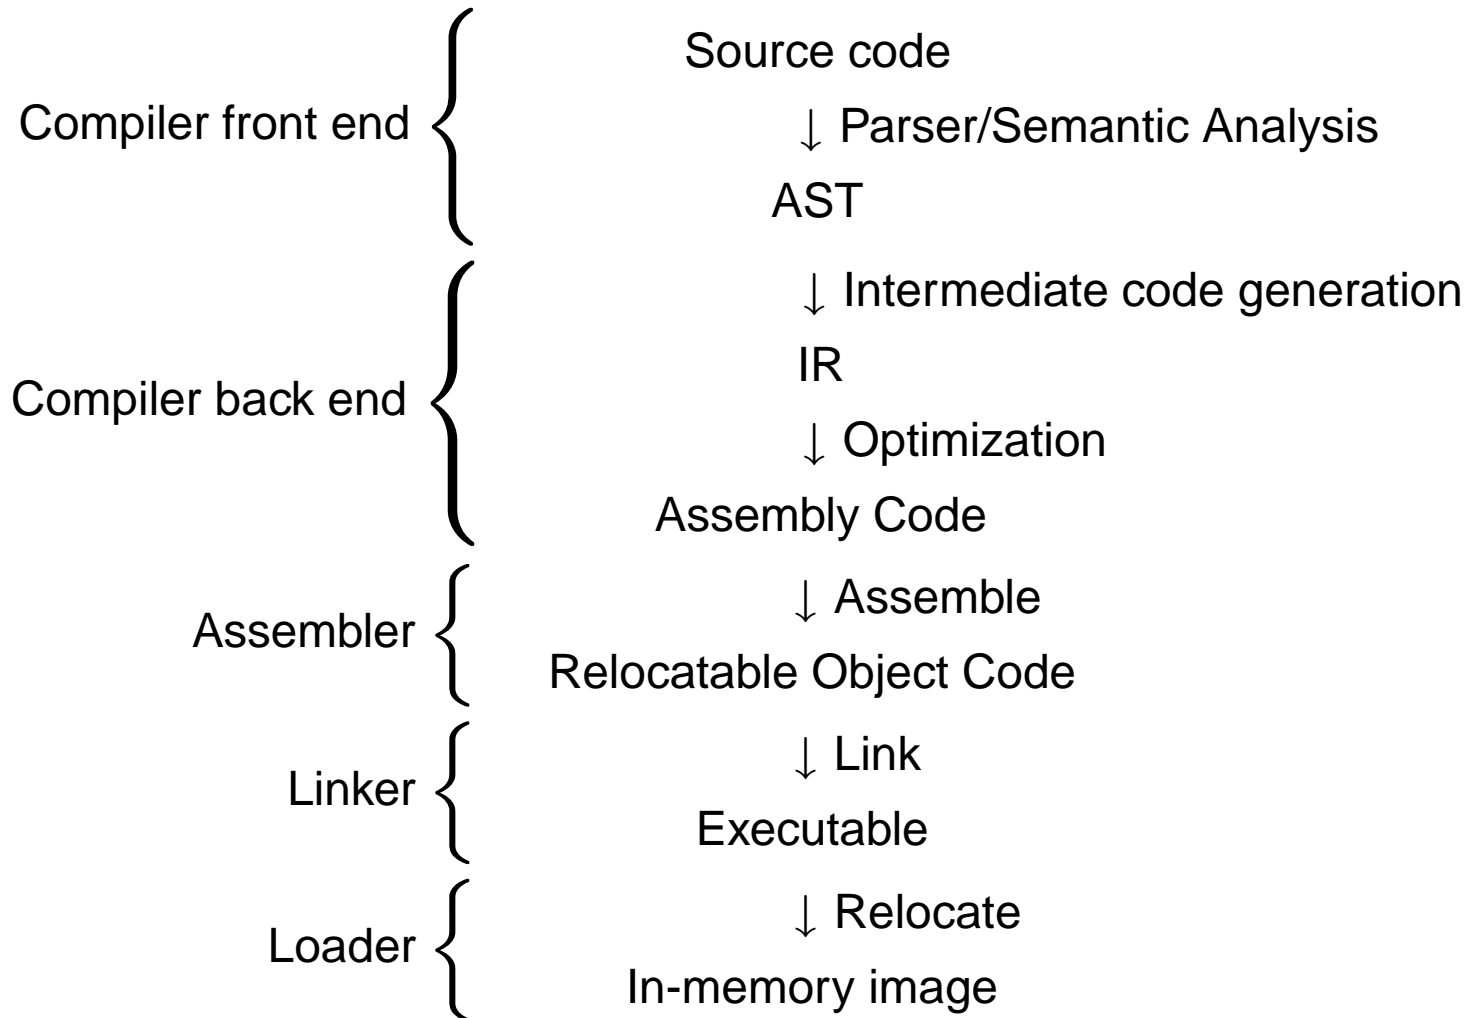 Source code
Compiler front end
↓ Parser/Semantic Analysis
AST
↓ Intermediate code generation
IR
Compiler back end
↓ Optimization
Assembly Code
↓ Assemble
Assembler
Relocatable Object Code
↓ Link
Linker
Executable
↓ Relocate
Loader
In-memory image